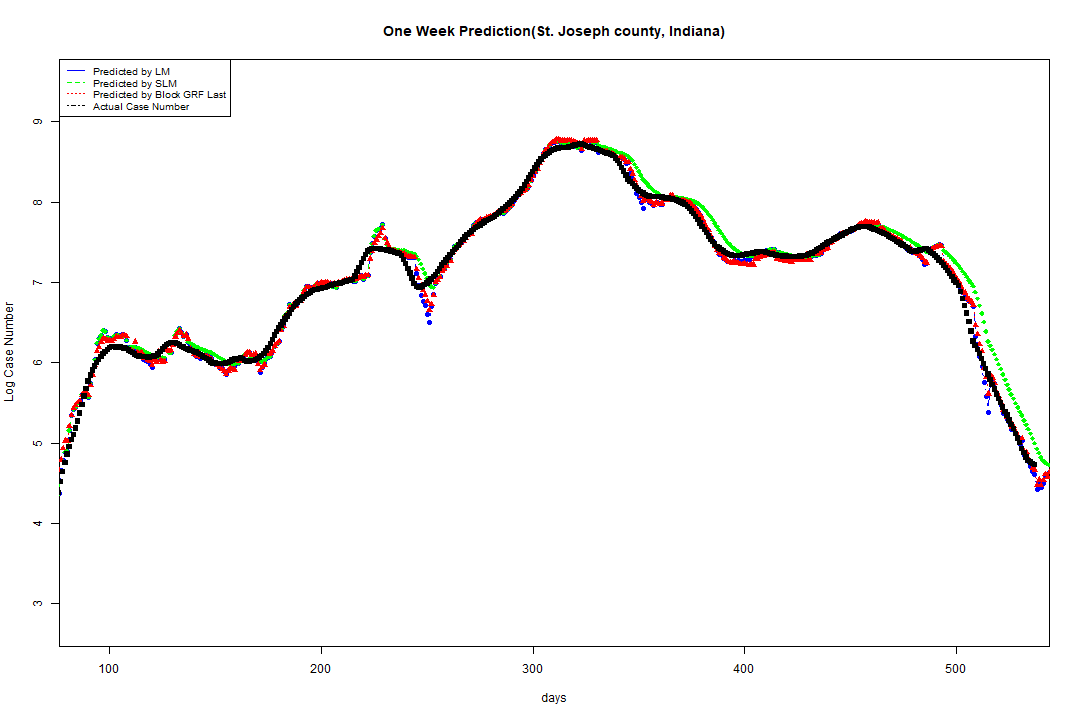 One Week Prediction(St. Joseph county, Indiana)
Predicted by LM
Predicted by SLM
Predicted by Block GRF Last
Actual Case Number
9
8
7
6
5
4
3
Log Case Number
100 200 300 400 500
days